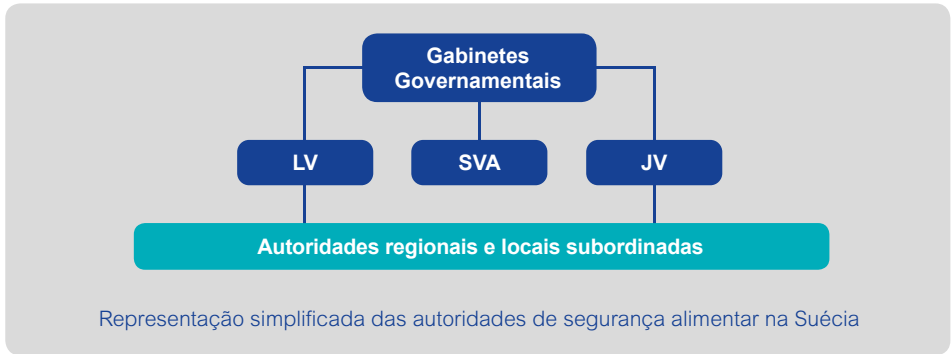 Gabinetes
Governamentais
LV
SVA
JV
Autoridades regionais e locais subordinadas
Representação simplificada das autoridades de segurança alimentar na Suécia